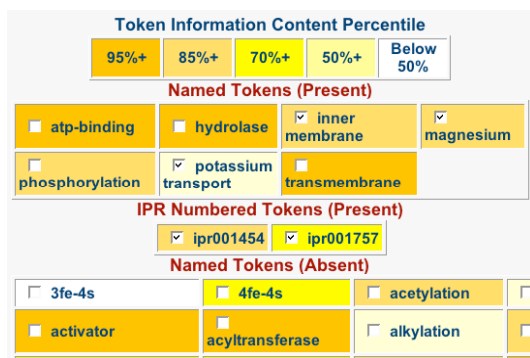 Token Information Content Percentile
95%+ 85%+ 70%+ 50%+ Below
50%
Named Tokens (Present)
atp-binding hydrolase inner
membrane magnesium
phosphorylation potassium
transport transmembrane
IPR Numbered Tokens (Present)
ipr001454 ipr001757
Named Tokens (Absent)
3fe-4s 4fe-4s acetylation
activator acyltransferase alkylation